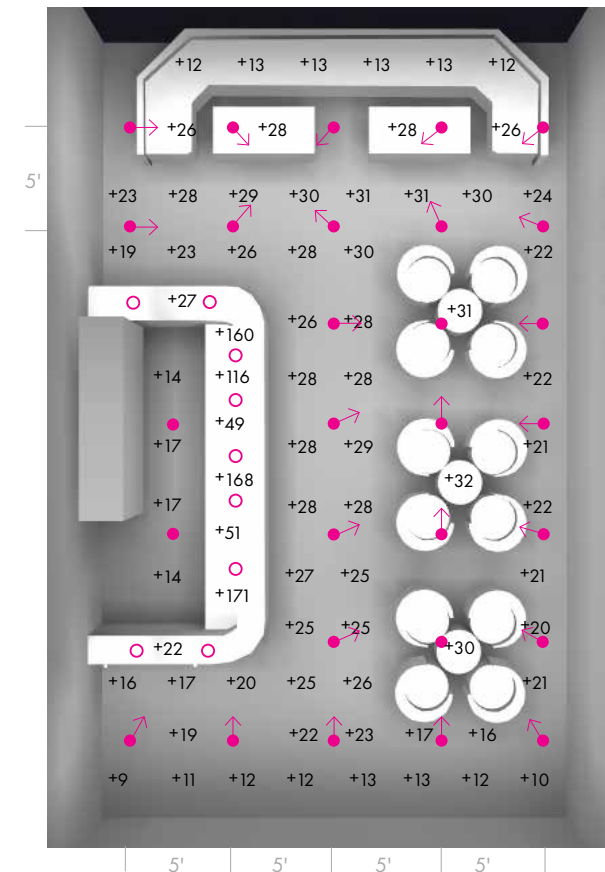 +12 +13 +13 +13 +13 +12
+26 +28 +28 +26
5'
+23 +28 +29 +30 +31 +31 +30 +24
+19 +23 +26 +28 +30 +22
+27 +31
+26 +28
+160
+14 +116 +28 +28 +22
+49
+17 +28 +29 +21
+168 +32
+17 +28 +28 +22
+51
+14 +27 +25 +21
+171
+25 +25 +20
+22 +30
+16 +17 +20 +25 +26 +21
+19 +22 +23 +17 +16
+9 +11 +12 +12 +13 +13 +12 +10
5' 5' 5' 5'